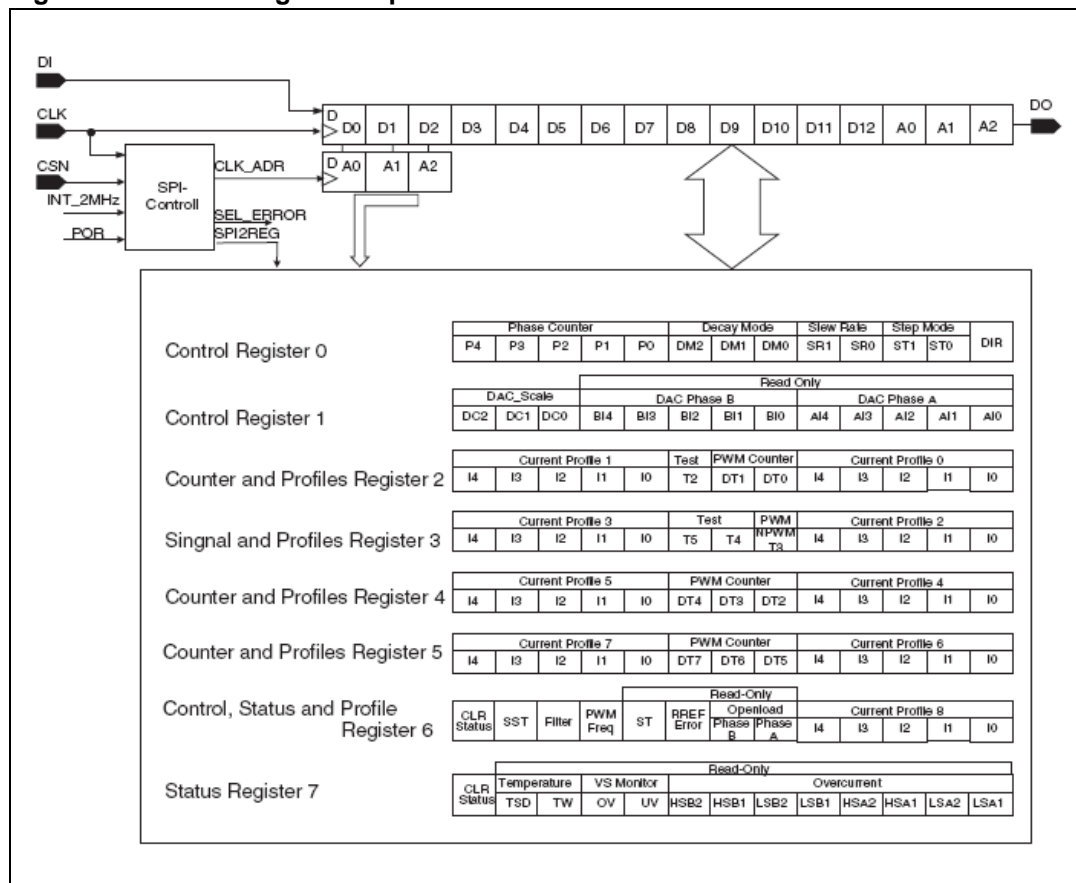 DI
CLK
CSN
INT_2MHz
POR
SPI-
Controll
CLK_ADR
SEL_ERROR
SPI2REG
D D0 D1 D2 D3 D4 D5 D6 D7 D8 D9 D10 D11 D12 A0 A1 A2
DO
D A0 A1 A2
Control Register 0
Phase Counter Decay Mode Slew Rate Step Mode
P4 P3 P2 P1 P0 DM2 DM1 DM0 SR1 SR0 ST1 ST0 DIR
Control Register 1
Read Only
DAC_Scale DAC Phase B DAC Phase A
DC2 DC1 DC0 BI4 BI3 BI2 BI1 BI0 AI4 AI3 AI2 AI1 AI0
Counter and Profiles Register 2
Current Profile 1 Test PWM Counter Current Profile 0
I4 I3 I2 I1 I0 T2 DT1 DT0 I4 I3 I2 I1 I0
Singnal and Profiles Register 3
Current Profile 3 Test PWM Current Profile 2
I4 I3 I2 I1 I0 T5 T4 NPWM T3 I4 I3 I2 I1 I0
Counter and Profiles Register 4
Current Profile 5 PWM Counter Current Profile 4
I4 I3 I2 I1 I0 DT4 DT3 DT2 I4 I3 I2 I1 I0
Counter and Profiles Register 5
Current Profile 7 PWM Counter Current Profile 6
I4 I3 I2 I1 I0 DT7 DT6 DT5 I4 I3 I2 I1 I0
Control, Status and Profile
Register 6
Read-Only
CLR Status SST Filter PWM Freq ST RREF Error Openload Phase B Phase A Current Profile 8
I4 I3 I2 I1 I0
Status Register 7
Read-Only
CLR Status Temperature VS Monitor Overcurrent
TSD TW OV UV HSB2 HSB1 LSB2 LSB1 HSA2 HSA1 LSA2 LSA1